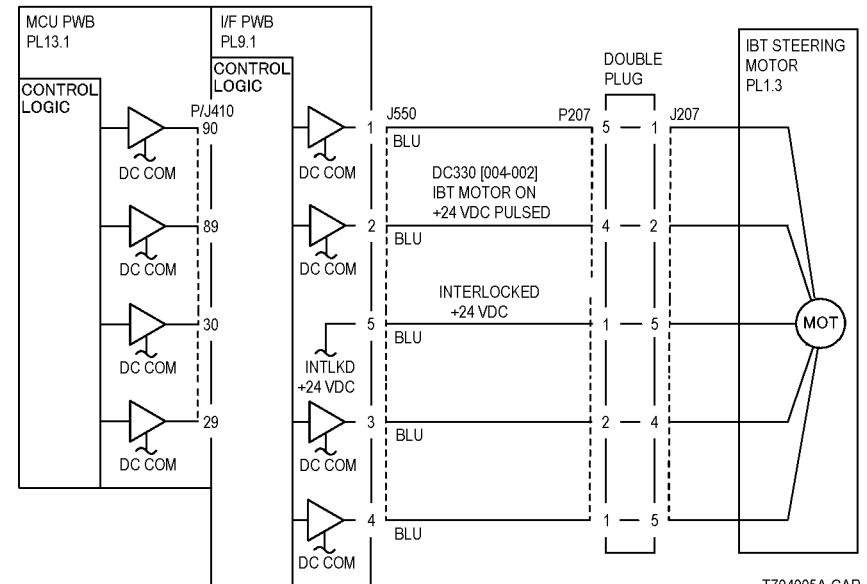 MCU PWB
PL13.1
I/F PWB
PL9.1
IBT STEERING
MOTOR
PL1.3
DOUBLE
PLUG
CONTROL
LOGIC
CONTROL
LOGIC
P/J410
J550
P207
J207
90
DC COM
DC COM
1
BLU
5
1
DC330 [004-002]
IBT MOTOR ON
+24 VDC PULSED
89
DC COM
DC COM
2
BLU
4
2
INTERLOCKED
+24 VDC
30
DC COM
INTLKD
+24 VDC
5
BLU
1
5
MOT
29
DC COM
DC COM
3
BLU
2
4
DC COM
4
BLU
1
5